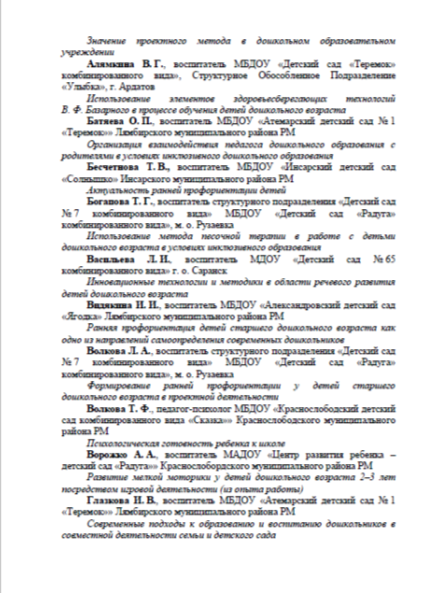 Значение проектного метода в дошкольном образовательном
учреждении
Алямкина В. Г., воспитатель МБДОУ «Детский сад «Теремок»
комбинированного вида», Структурное Обособленное Подразделение
«Улыбка», г. Ардатов
Использование элементов здоровьесберегающих технологий
В. Ф. Базарного в процессе обучения детей дошкольного возраста
Батяева О. П., воспитатель МБДОУ «Атемарский детский сад № 1
«Теремок»» Лямбирского муниципального района РМ
Организация взаимодействия педагога дошкольного образования с
родителями в условиях инклюзивного дошкольного образования
Бесчетнова Т. В., воспитатель МБДОУ «Инсарский детский сад
«Солнышко» Инсарского муниципального района РМ
Актуальность ранней профориентации детей
Боганова Т. Г., воспитатель структурного подразделения «Детский сад
№ 7 комбинированного вида» МБДОУ «Детский сад «Радуга»
комбинированного вида», м. о. Рузаевка
Использование метода песочной терапии в работе с детьми
дошкольного возраста в условиях инклюзивного образования
Васильева Л. И., воспитатель МДОУ «Детский сад № 65
комбинированного вида» г. о. Саранск
Инновационные технологии и методики в области речевого развития
детей дошкольного возраста
Видякина И. И., воспитатель МБДОУ «Александровский детский сад
«Ягодка» Лямбирского муниципального района РМ
Ранняя профориентация детей старшего дошкольного возраста как
одно из направлений самоопределения современных дошкольников
Волкова Л. А., воспитатель структурного подразделения «Детский сад
№ 7 комбинированного вида» МБДОУ «Детский сад «Радуга»
комбинированного вида», м. о. Рузаевка
Формирование ранней профориентации у детей старшего
дошкольного возраста в проектной деятельности
Волкова Т. Ф., педагог-психолог МБДОУ «Краснослободский детский
сад комбинированного вида «Сказка»» Краснослободского муниципального
района РМ
Психологическая готовность ребенка к школе
Ворожко А. А., воспитатель МАДОУ «Центр развития ребенка –
детский сад «Радуга»» Краснослобордского муниципального района РМ
Развитие мелкой моторики у детей дошкольного возраста 2–3 лет
посредством игровой деятельности (из опыта работы)
Глазкова И. В., воспитатель МБДОУ «Атемарский детский сад № 1
«Теремок»» Лямбирского муниципального района РМ
Современные подходы к образованию и воспитанию дошкольников в
совместной деятельности семьи и детского сада